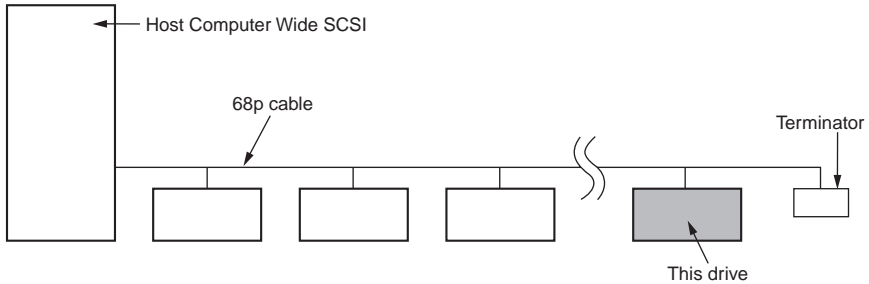 Host Computer Wide SCSI
68p cable
Terminator
This drive